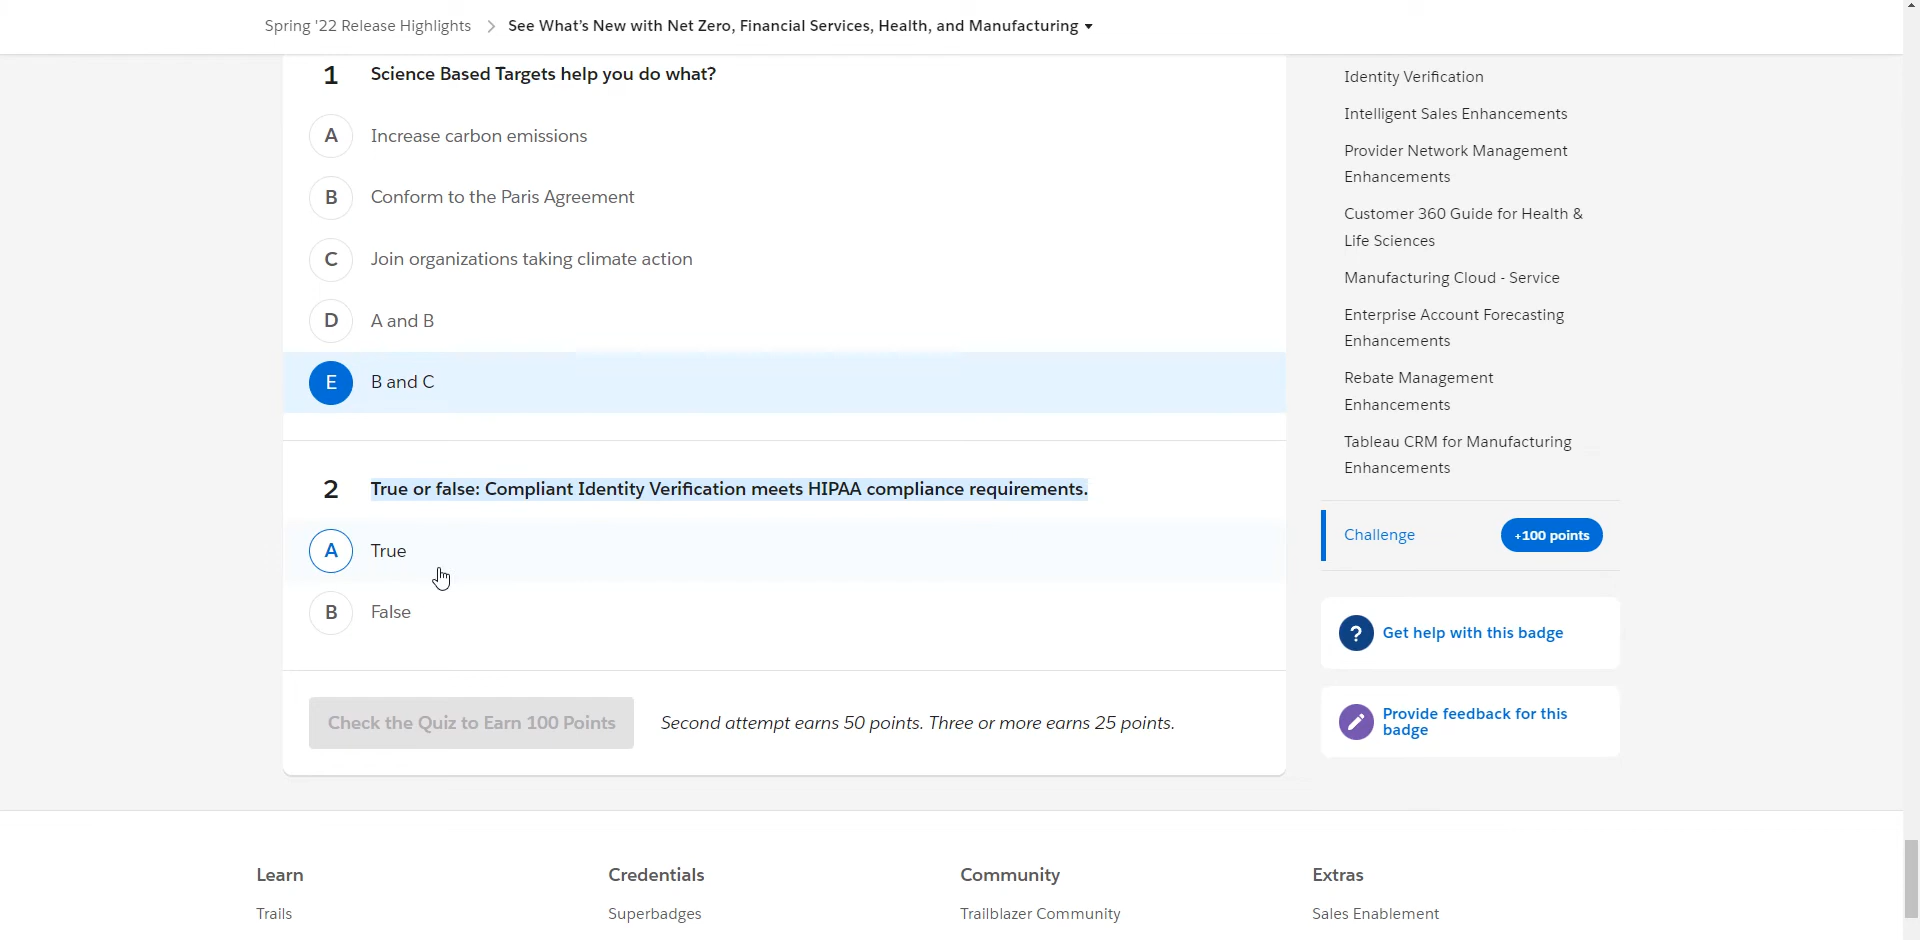 Spring '22 Release Highlights > See What's New with Net Zero, Financial Services, Health, and Manufacturing
1 Science Based Targets help you do what?
A Increase carbon emissions
B Conform to the Paris Agreement
C Join organizations taking climate action
D A and B
E B and C
2 True or false: Compliant Identity Verification meets HIPAA compliance requirements.
A True
B False
Check the Quiz to Earn 100 Points Second attempt earns 50 points. Three or more earns 25 points.
Identity Verification
Intelligent Sales Enhancements
Provider Network Management
Enhancements
Customer 360 Guide for Health &
Life Sciences
Manufacturing Cloud - Service
Enterprise Account Forecasting
Enhancements
Rebate Management
Enhancements
Tableau CRM for Manufacturing
Enhancements
Challenge +100 points
? Get help with this badge
Provide feedback for this
badge
Learn Credentials Community Extras
Trails Superbadges Trailblazer Community Sales Enablement